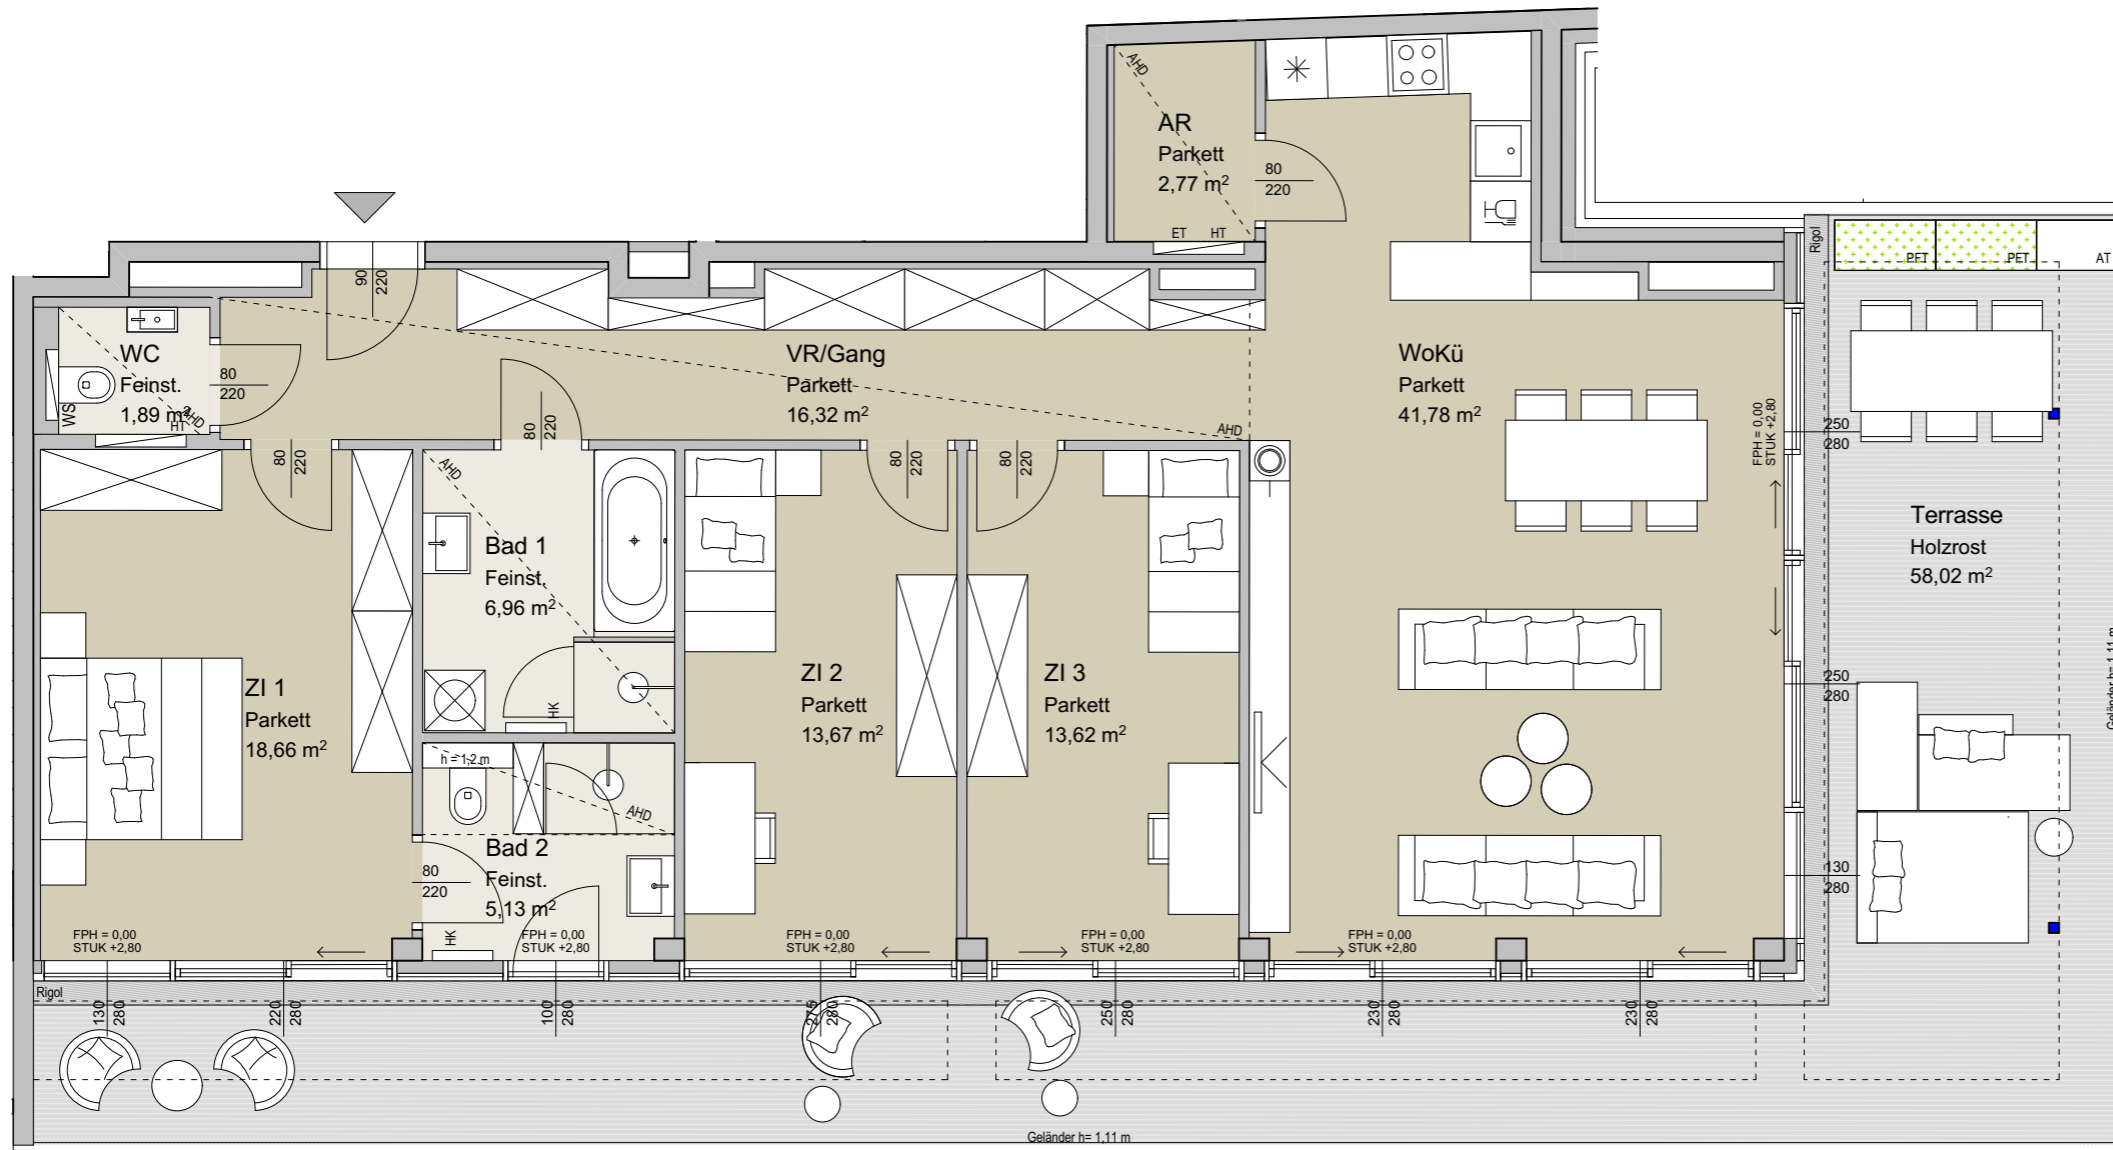 AHD
AR
Parkett
2,77 m²
80
220
ET HT
90
220
Rigol
PFT
PFT
AT
WC
Feinst.
1,89 m²
AHD
HT
WS
80
220
VR/Gang
Parkett
16,32 m²
AHD
WoKü
Parkett
41,78 m²
FPH = 0,00
STUK +2,80
250
280
80
220
80
220
80
220
80
220
AHD
Bad 1
Feinst.
6,96 m²
HK
Terrasse
Holzrost
58,02 m²
Geländer h= 1,11 m
250
280
ZI 1
Parkett
18,66 m²
ZI 2
Parkett
13,67 m²
ZI 3
Parkett
13,62 m²
h = 1,2 m
AHD
Bad 2
Feinst.
5,13 m²
80
220
HK
130
280
FPH = 0,00
STUK +2,80
FPH = 0,00
STUK +2,80
FPH = 0,00
STUK +2,80
FPH = 0,00
STUK +2,80
FPH = 0,00
STUK +2,80
Rigol
130
280
220
280
100
280
275
280
250
280
230
280
230
280
Geländer h= 1,11 m